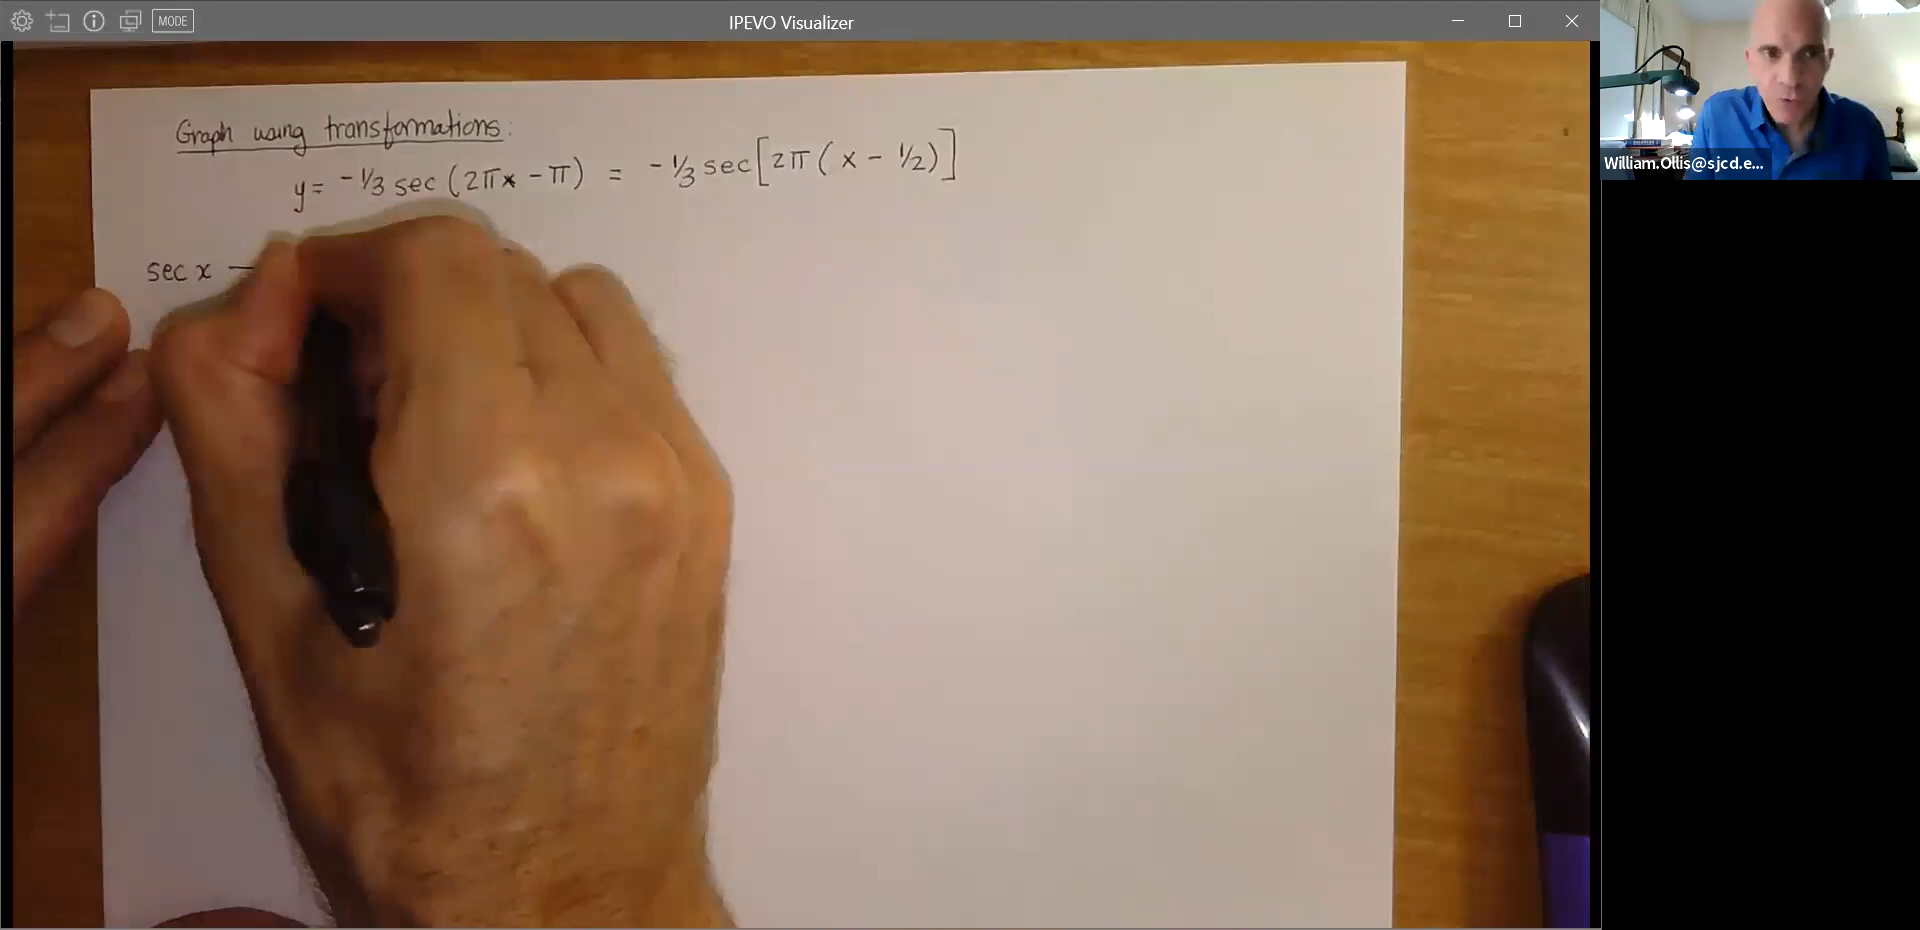 MODE
IPEVO Visualizer
Graph using transformations:
y = -1/3 sec (2πx - π) = -1/3 sec[2π(x - 1/2)]
sec x —
William.Ollis@sjcd.e...